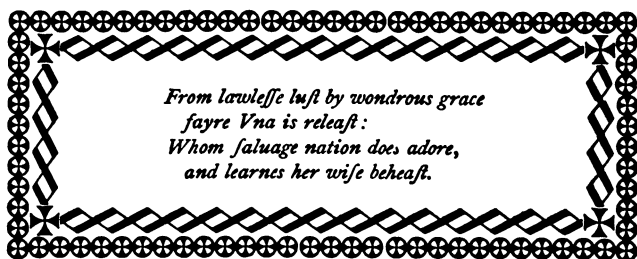 From lawleſſe luſt by wondrous grace
fayre Vna is releaſt:
Whom ſaluage nation does adore,
and learnes her wiſe beheaſt.